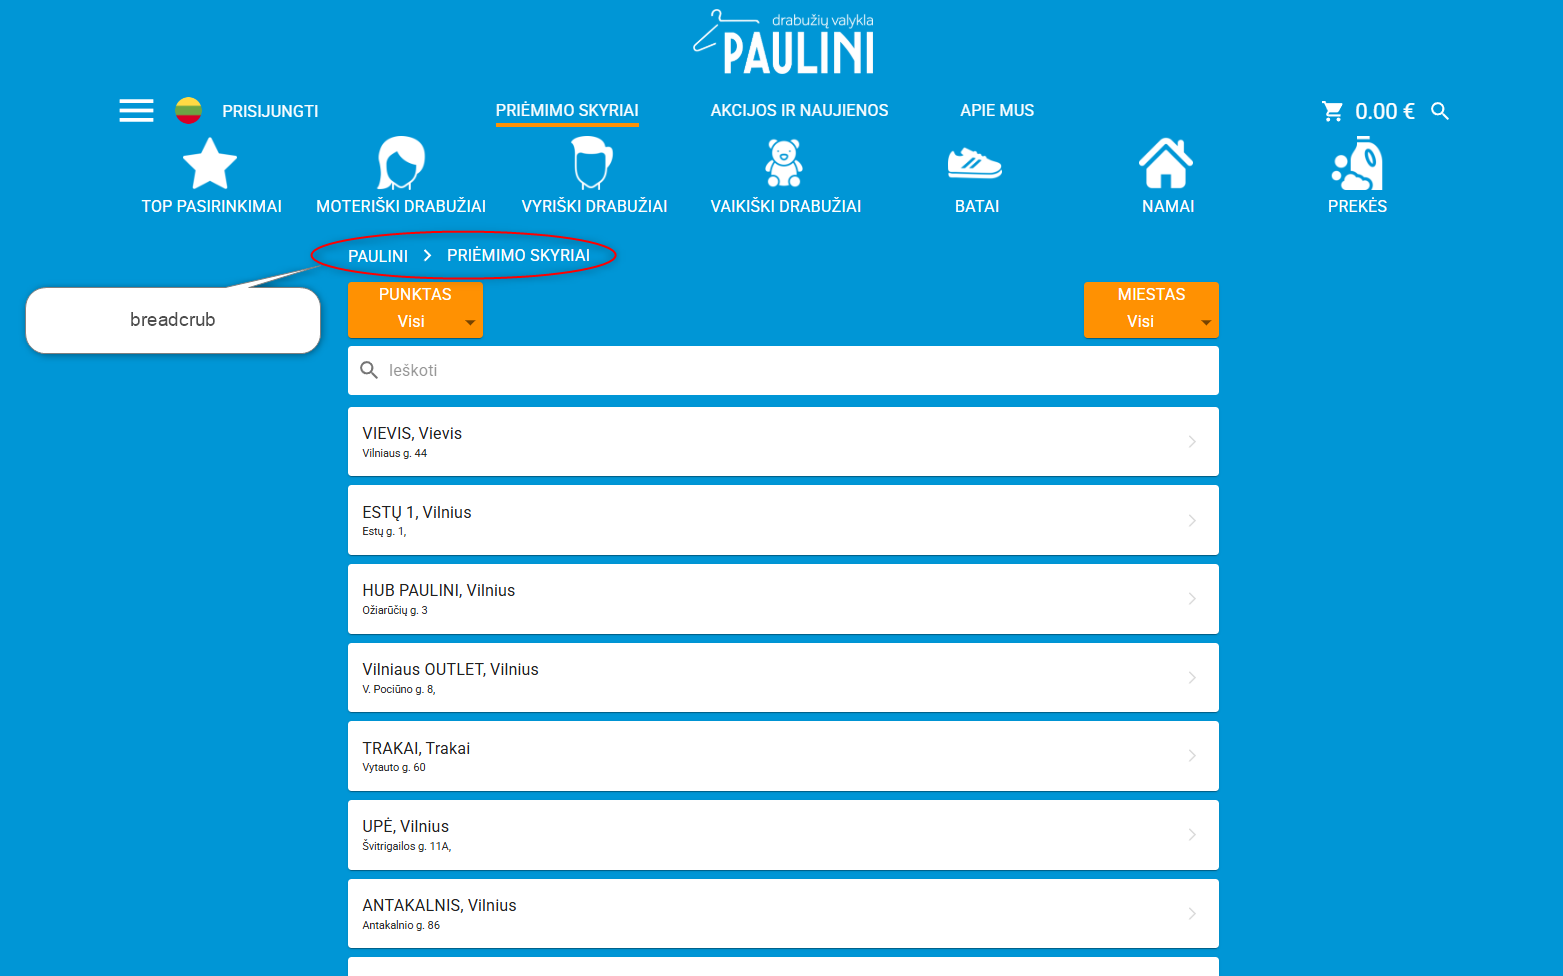 drabužių valykla
PAULINI
PRISIJUNGTI
PRIĖMIMO SKYRIAI
AKCIJOS IR NAUJIENOS
APIE MUS
0.00 €
TOP PASIRINKIMAI
MOTERIŠKI DRABUŽIAI
VYRIŠKI DRABUŽIAI
VAIKIŠKI DRABUŽIAI
BATAI
NAMAI
PREKĖS
PAULINI > PRIĖMIMO SKYRIAI
breadcrub
PUNKTAS
Visi
MIESTAS
Visi
Ieškoti
VIEVIS, Vievis
Vilniaus g. 44
ESTŲ 1, Vilnius
Estų g. 1,
HUB PAULINI, Vilnius
Ožiarūčių g. 3
Vilniaus OUTLET, Vilnius
V. Pociūno g. 8,
TRAKAI, Trakai
Vytauto g. 60
UPĖ, Vilnius
Švitrigailos g. 11A,
ANTAKALNIS, Vilnius
Antakalnio g. 86